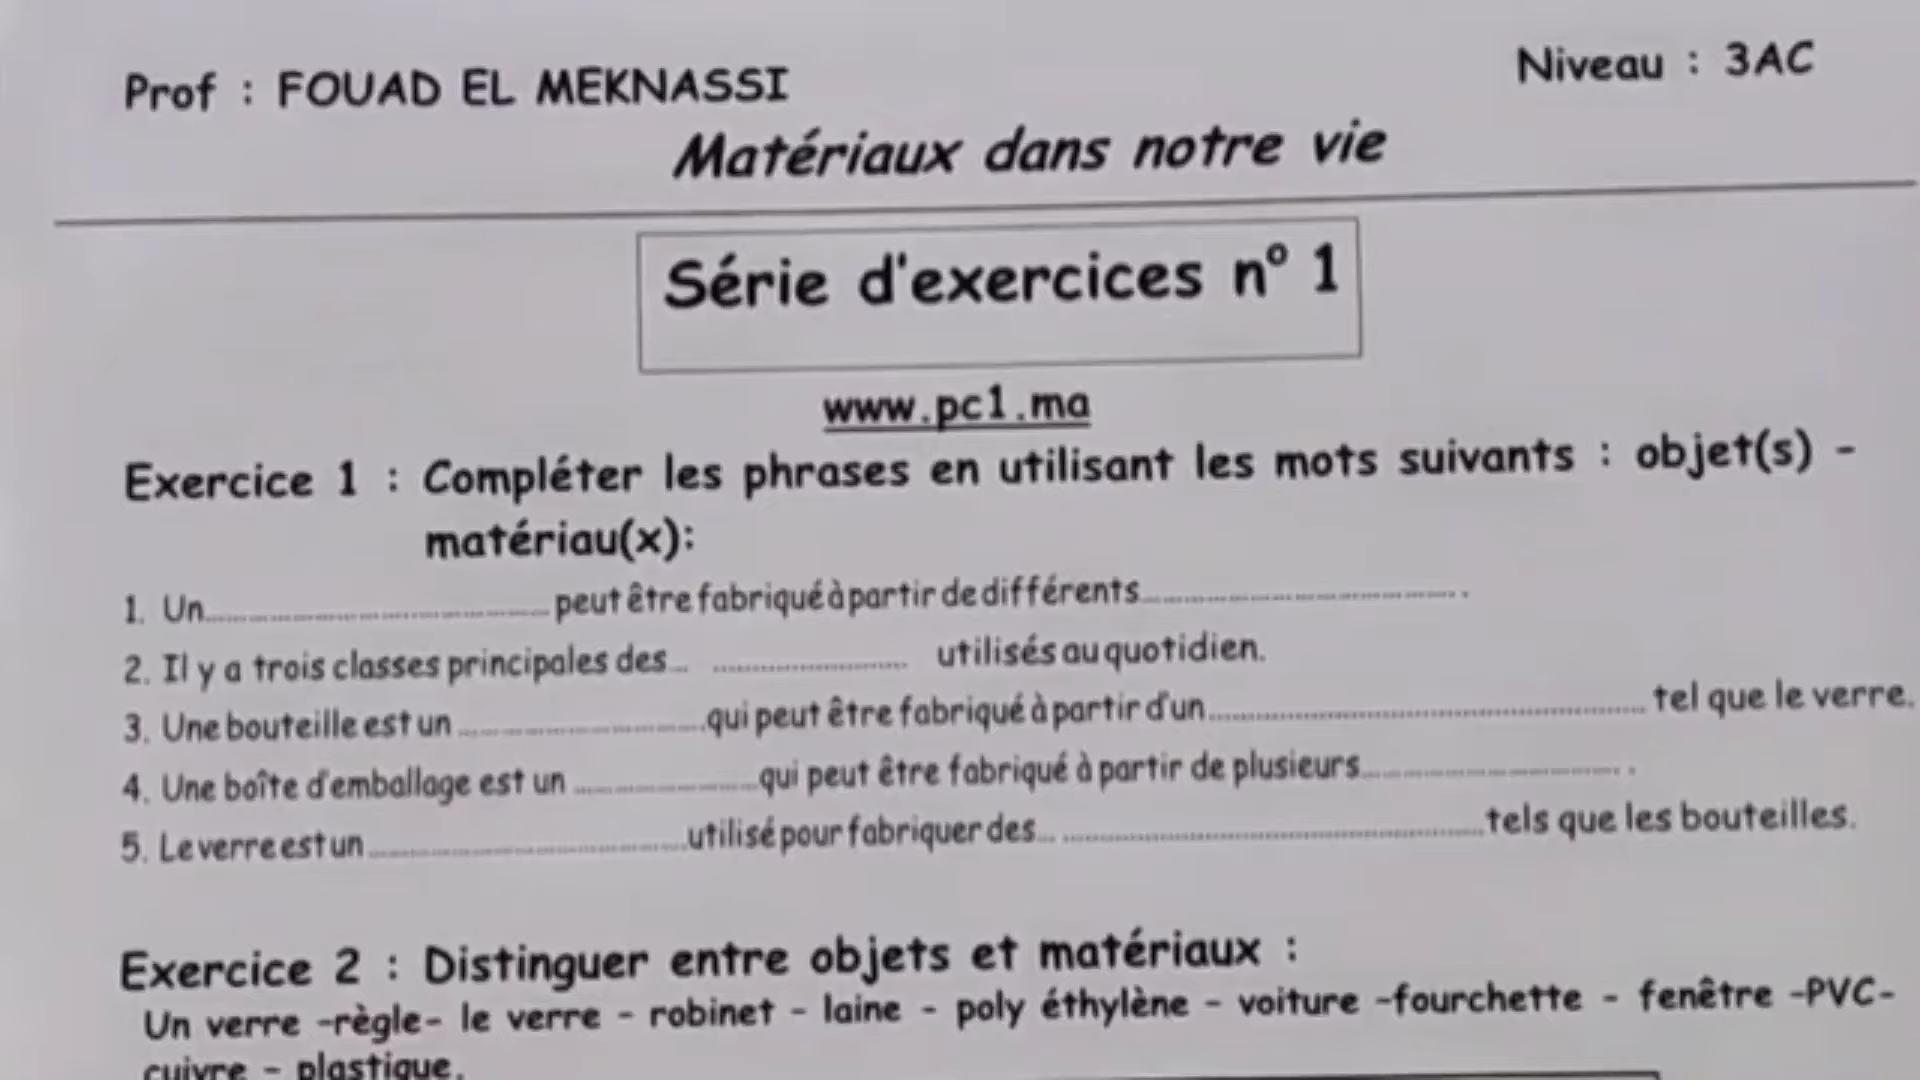 Prof : FOUAD EL MEKNASSI
Niveau : 3AC
Matériaux dans notre vie
Série d'exercices n° 1
www.pc1.ma
Exercice 1 : Compléter les phrases en utilisant les mots suivants : objet(s) -
matériau(x):
1. Un.............................. peut être fabriqué à partir de différents.............................. .
2. Il y a trois classes principales des... .................... utilisés au quotidien.
3. Une bouteille est un .........................qui peut être fabriqué à partir d'un........................................ tel que le verre.
4. Une boîte d'emballage est un ....................qui peut être fabriqué à partir de plusieurs......................... .
5. Le verre est un ..............................utilisé pour fabriquer des... ........................................tels que les bouteilles.
Exercice 2 : Distinguer entre objets et matériaux :
Un verre -règle- le verre - robinet - laine - poly éthylène - voiture -fourchette - fenêtre -PVC-
cuivre - plastique.